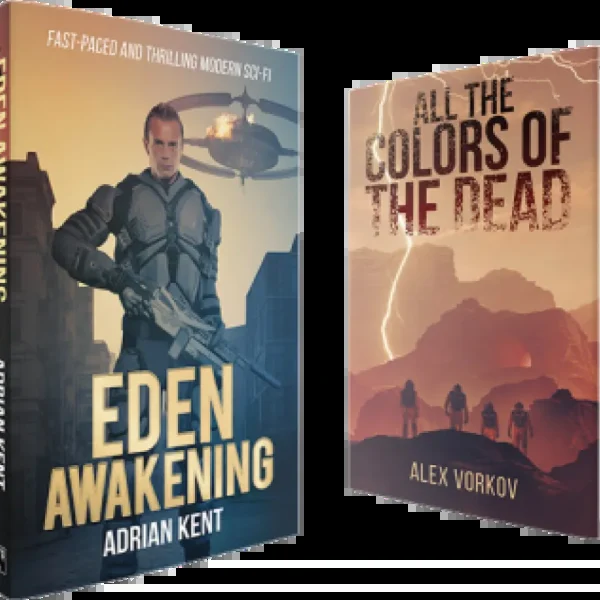 FAST-PACED AND THRILLING MODERN SCI-FI
EDEN
AWAKENING
ADRIAN KENT
EDEN AWAKENING
ADRIAN KENT
ALL THE
COLORS OF
THE DEAD
ALEX VORKOV